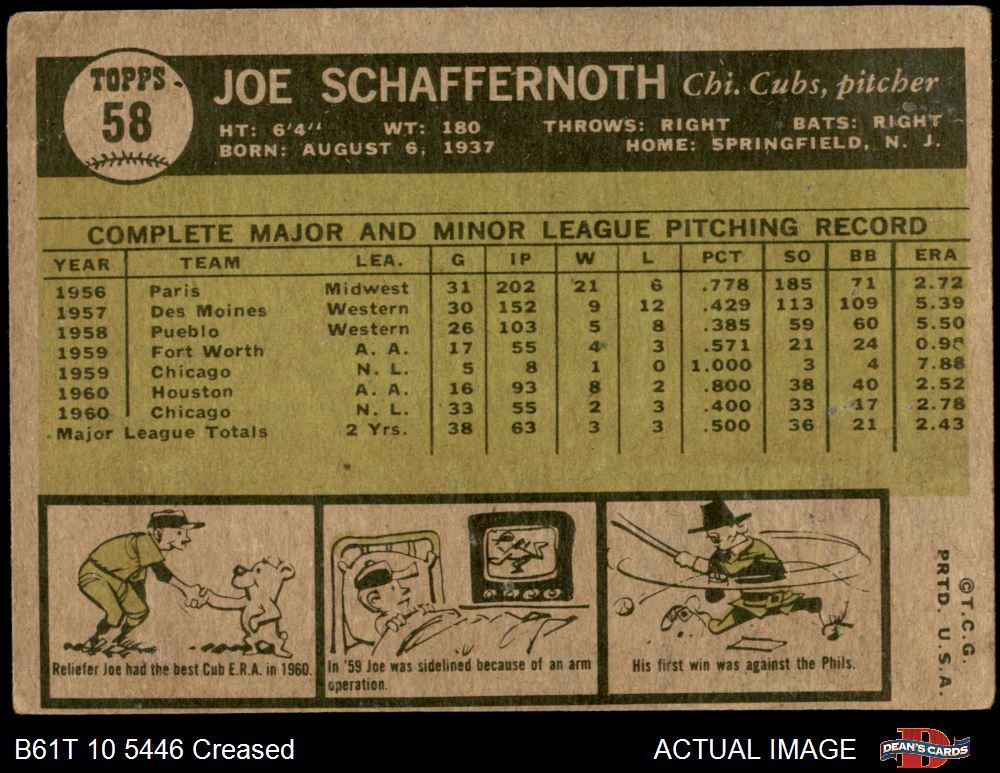 TOPPS
58
JOE SCHAFFERNOTH Chi. Cubs, pitcher
HT: 6'4" WT: 180 THROWS: RIGHT BATS: RIGHT
BORN: AUGUST 6, 1937 HOME: SPRINGFIELD, N. J.
COMPLETE MAJOR AND MINOR LEAGUE PITCHING RECORD
YEAR TEAM LEA. G IP W L PCT SO BB ERA
1956 Paris Midwest 31 202 21 6 .778 185 71 2.72
1957 Des Moines Western 30 152 9 12 .429 113 109 5.39
1958 Pueblo Western 26 103 5 8 .385 59 60 5.50
1959 Fort Worth A. A. 17 55 4 3 .571 21 24
1959 Chicago N. L. 5 8 1 0 1.000 3 4 7.88
1960 Houston A. A. 16 93 8 2 .800 38 40 2.52
1960 Chicago N. L. 33 55 2 3 .400 33 17 2.78
Major League Totals 2 Yrs. 38 63 3 3 .500 36 21 2.43
Reliefer Joe had the best Cub E.R.A. in 1960.
In '59 Joe was sidelined because of an arm
operation.
His first win was against the Phils.
©T.C.G.
PRTD. U.S.A.
B61T 10 5446 Creased
ACTUAL IMAGE
D
DEAN'S CARDS